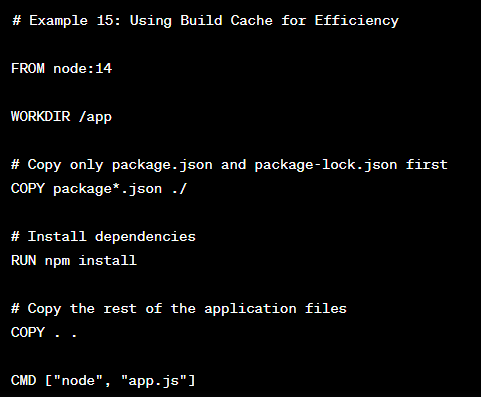 # Example 15: Using Build Cache for Efficiency
FROM node:14
WORKDIR /app
# Copy only package.json and package-lock.json first
COPY package*.json ./
# Install dependencies
RUN npm install
# Copy the rest of the application files
COPY . .
CMD ["node", "app.js"]